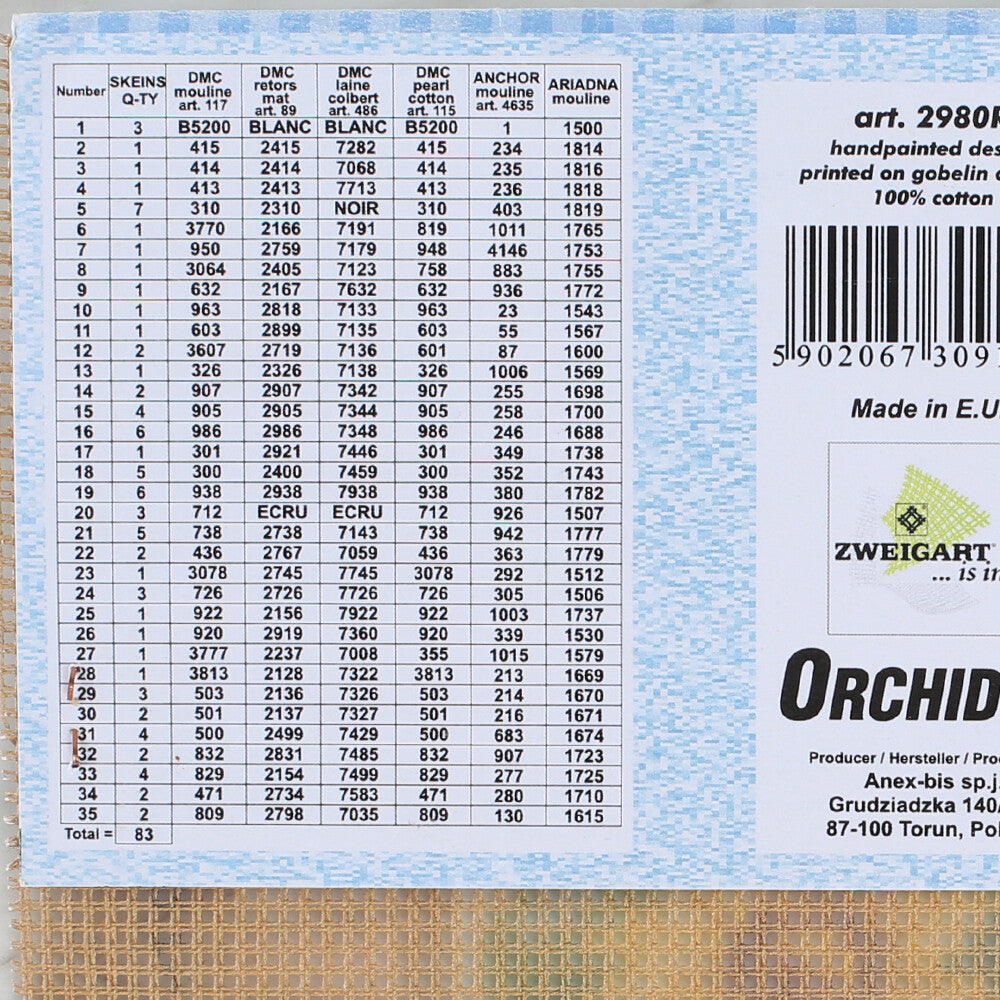 Number SKEINS Q-TY DMC mouline art. 117 DMC retors mat art. 89 DMC laine colbert art. 486 DMC pearl cotton art. 115 ANCHOR mouline art. 4635 ARIADNA mouline
1 3 B5200 BLANC BLANC B5200 1 1500
2 1 415 2415 7282 415 234 1814
3 1 414 2414 7068 414 235 1816
4 1 413 2413 7713 413 236 1818
5 7 310 2310 NOIR 310 403 1819
6 1 3770 2166 7191 819 1011 1765
7 1 950 2759 7179 948 4146 1753
8 1 3064 2405 7123 758 883 1755
9 1 632 2167 7632 632 936 1772
10 1 963 2818 7133 963 23 1543
11 1 603 2899 7135 603 55 1567
12 2 3607 2719 7136 601 87 1600
13 1 326 2326 7138 326 1006 1569
14 2 907 2907 7342 907 255 1698
15 4 905 2905 7344 905 258 1700
16 6 986 2986 7348 986 246 1688
17 1 301 2921 7446 301 349 1738
18 5 300 2400 7459 300 352 1743
19 6 938 2938 7938 938 380 1782
20 3 712 ECRU ECRU 712 926 1507
21 5 738 2738 7143 738 942 1777
22 2 436 2767 7059 436 363 1779
23 1 3078 2745 7745 3078 292 1512
24 3 726 2726 7726 726 305 1506
25 1 922 2156 7922 922 1003 1737
26 1 920 2919 7360 920 339 1530
27 1 3777 2237 7008 355 1015 1579
28 1 3813 2128 7322 3813 213 1669
29 3 503 2136 7326 503 214 1670
30 2 501 2137 7327 501 216 1671
31 4 500 2499 7429 500 683 1674
32 2 832 2831 7485 832 907 1723
33 4 829 2154 7499 829 277 1725
34 2 471 2734 7583 471 280 1710
35 2 809 2798 7035 809 130 1615
Total = 83
art. 2980
handpainted des
printed on gobelin
100% cotton
5 902067 309
Made in E.U
ZWEIGART
... is in
ORCHID
Producer / Hersteller / Pro
Anex-bis sp.j.
Grudziadzka 140/
87-100 Torun, Pol